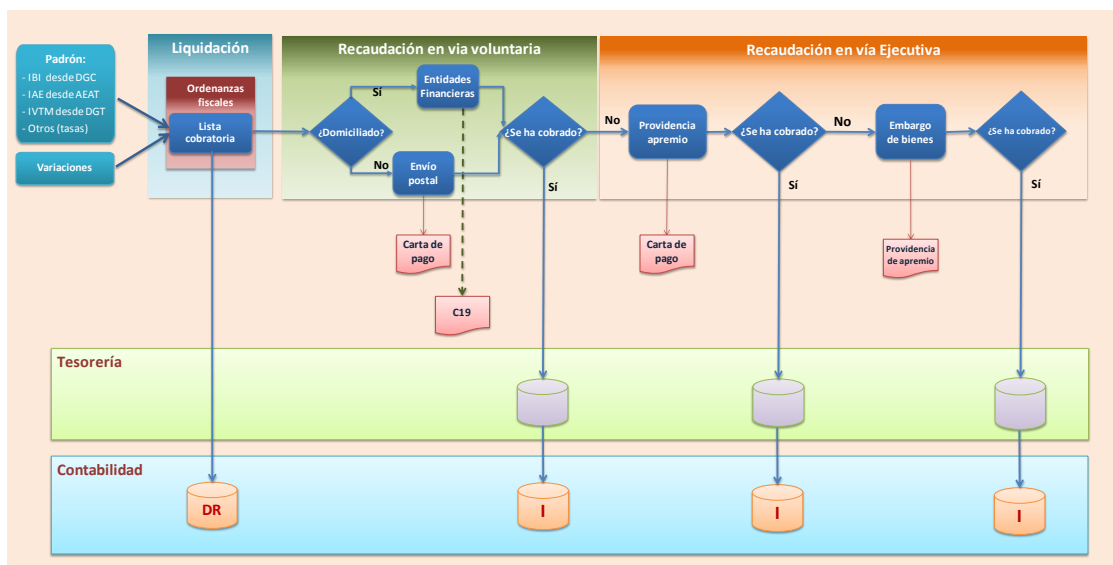 Liquidación
Recaudación en via voluntaria
Recaudación en vía Ejecutiva
Padrón:
- IBI desde DGC
- IAE desde AEAT
- IVTM desde DGT
- Otros (tasas)
Variaciones
Ordenanzas
fiscales
Lista
cobratoria
¿Domiciliado?
Sí
No
Entidades
Financieras
Envío
postal
¿Se ha cobrado?
No
Sí
Providencia
apremio
¿Se ha cobrado?
No
Sí
Embargo
de bienes
¿Se ha cobrado?
Sí
Carta de
pago
C19
Carta de
pago
Providencia
de apremio
Tesorería
Contabilidad
DR
I
I
I